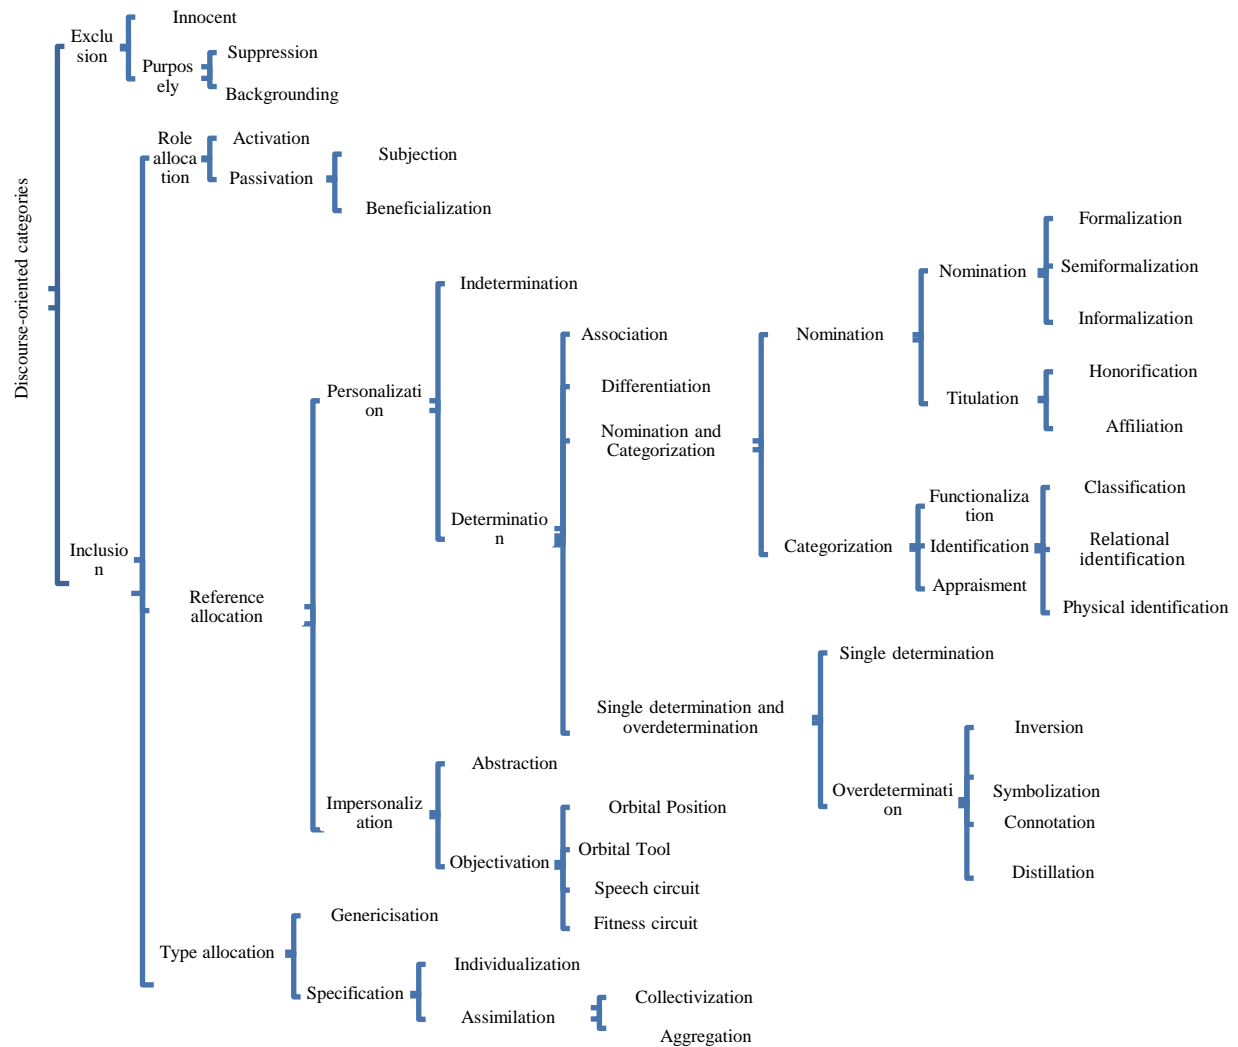 Discourse-oriented categories
Exclu
sion
Innocent
Purpos
ely
Suppression
Backgrounding
Inclusio
n
Role
alloca
tion
Activation
Passivation
Subjection
Beneficialization
Reference
allocation
Personalizati
on
Indetermination
Determinatio
n
Association
Differentiation
Nomination and
Categorization
Nomination
Nomination
Formalization
Semiformalization
Informalization
Titulation
Honorification
Affiliation
Categorization
Functionaliza
tion
Identification
Classification
Relational
identification
Physical identification
Appraisment
Single determination and
overdetermination
Single determination
Overdeterminati
on
Inversion
Symbolization
Connotation
Distillation
Impersonaliz
ation
Abstraction
Objectivation
Orbital Position
Orbital Tool
Speech circuit
Fitness circuit
Type allocation
Genericisation
Specification
Individualization
Assimilation
Collectivization
Aggregation